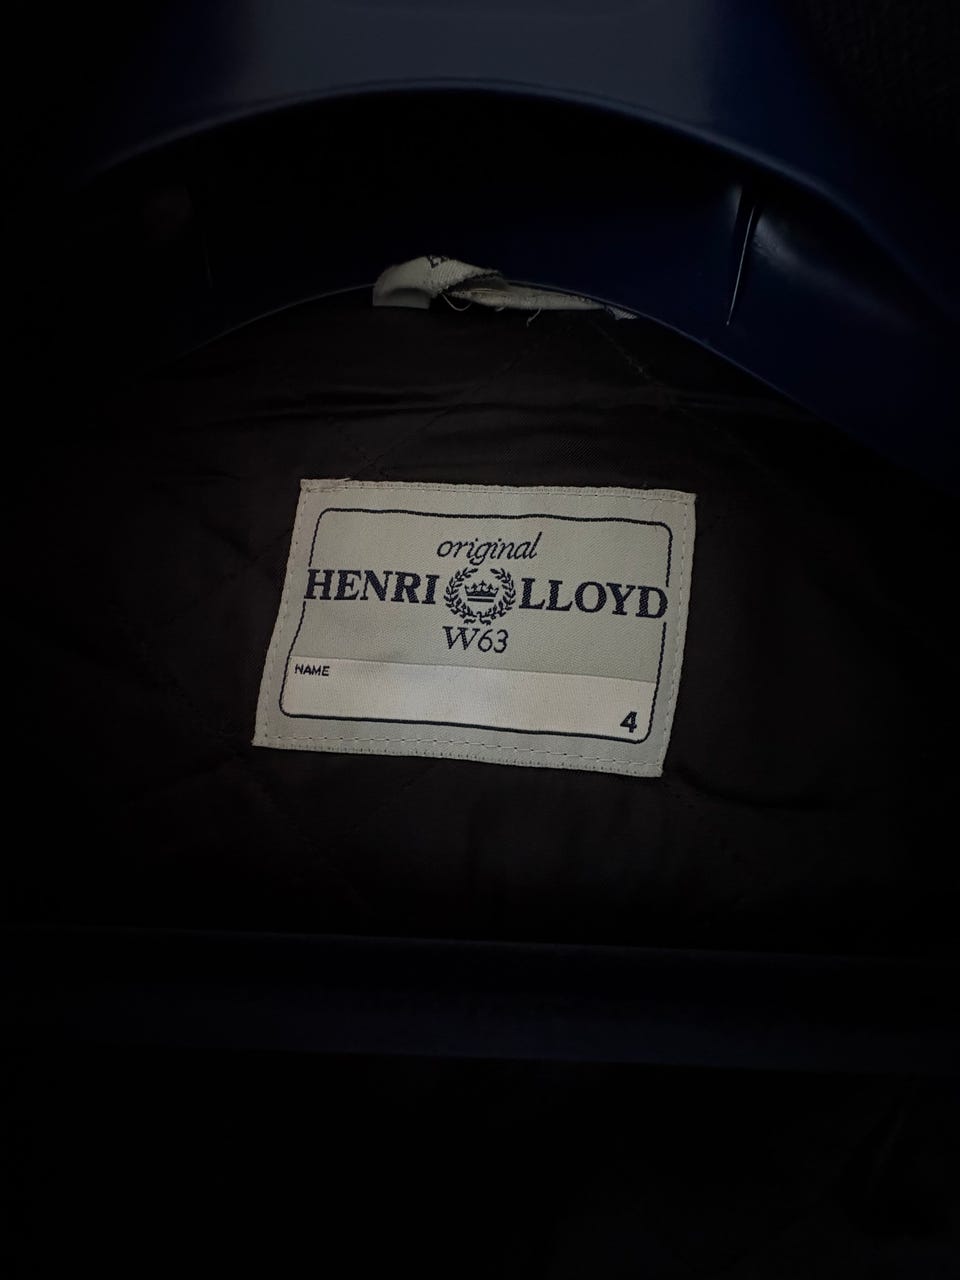 original
HENRI LLOYD
W63
NAME
4